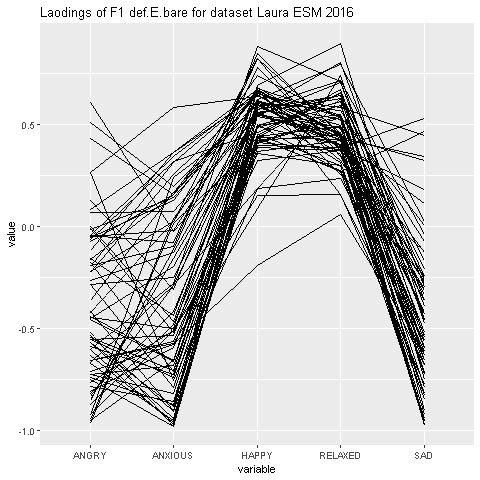 Laodings of F1 def.E.bare for dataset Laura ESM 2016
value
0.5
0.0
-0.5
-1.0
ANGRY ANXIOUS HAPPY RELAXED SAD
variable